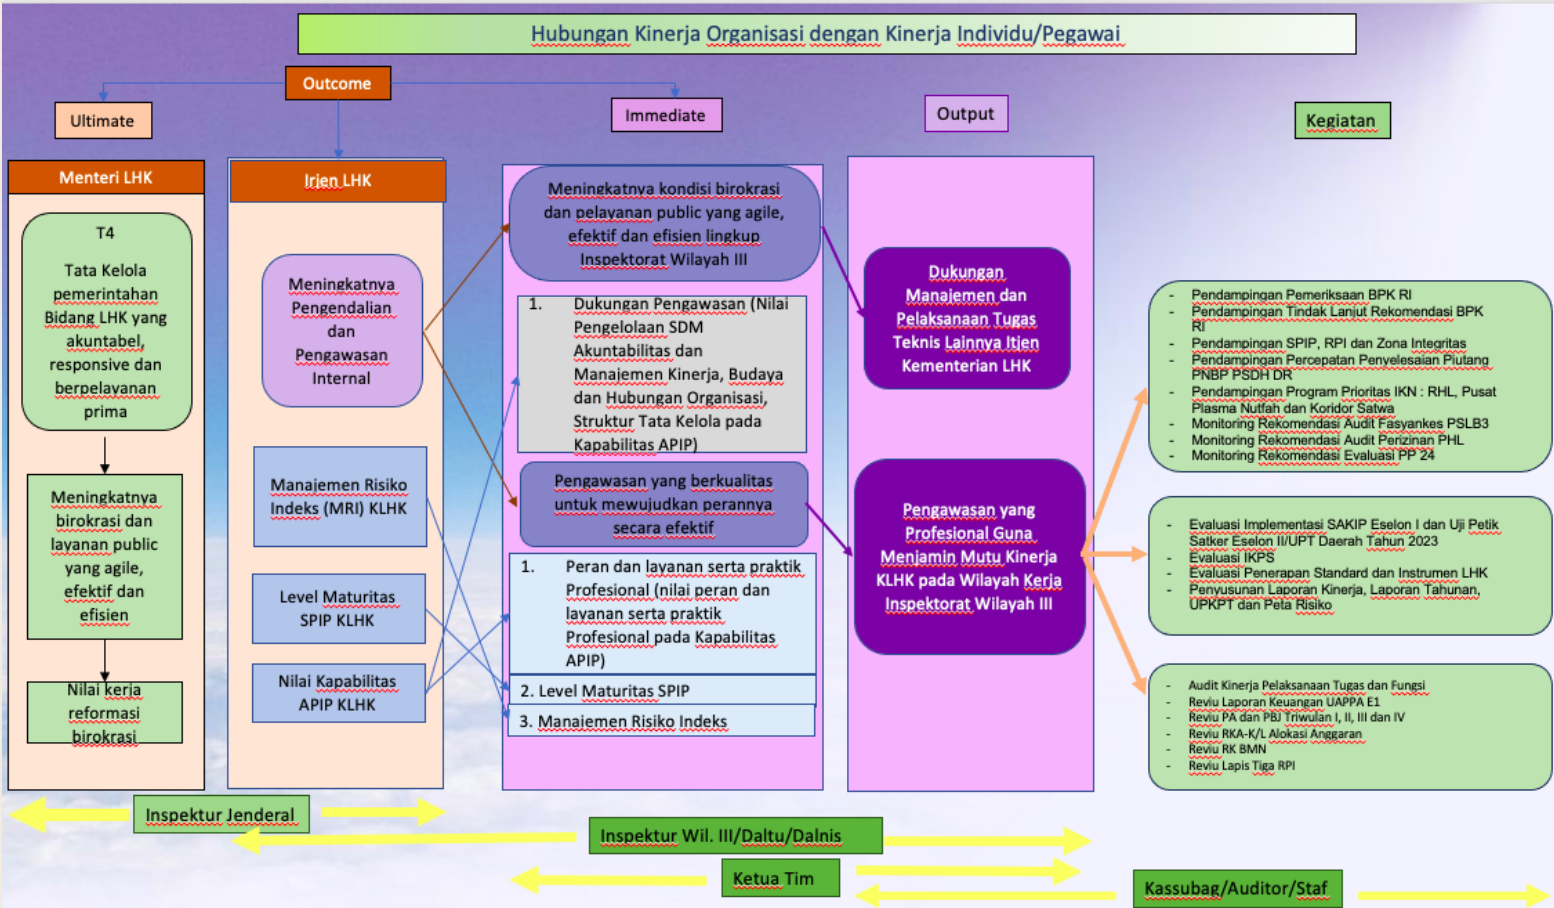 Hubungan Kinerja Organisasi dengan Kinerja Individu/Pegawai
Outcome
Ultimate
Immediate
Output
Kegiatan
Menteri LHK
T4
Tata Kelola
pemerintahan
Bidang LHK yang
akuntabel,
responsive dan
berpelayanan
prima
Meningkatnya
birokrasi dan
layanan public
yang agile,
efektif dan
efisien
Nilai kerja
reformasi
birokrasi
Irjen LHK
Meningkatnya
Pengendalian
dan
Pengawasan
Internal
Manajemen Risiko
Indeks (MRI) KLHK
Level Maturitas
SPIP KLHK
Nilai Kapabilitas
APIP KLHK
Meningkatnya kondisi birokrasi
dan pelayanan public yang agile,
efektif dan efisien lingkup
Inspektorat Wilayah III
1. Dukungan Pengawasan (Nilai
Pengelolaan SDM
Akuntabilitas dan
Manajemen Kinerja, Budaya
dan Hubungan Organisasi,
Struktur Tata Kelola pada
Kapabilitas APIP)
Pengawasan yang berkualitas
untuk mewujudkan perannya
secara efektif
1. Peran dan layanan serta praktik
Profesional (nilai peran dan
layanan serta praktik
Profesional pada Kapabilitas
APIP)
2. Level Maturitas SPIP
3. Manajemen Risiko Indeks
Dukungan
Manajemen dan
Pelaksanaan Tugas
Teknis Lainnya Itjen
Kementerian LHK
Pengawasan yang
Profesional Guna
Menjamin Mutu Kinerja
KLHK pada Wilayah Kerja
Inspektorat Wilayah III
- Pendampingan Pemeriksaan BPK RI
- Pendampingan Tindak Lanjut Rekomendasi BPK
RI
- Pendampingan SPIP, RPI dan Zona Integritas
- Pendampingan Percepatan Penyelesaian Piutang
PNBP PSDH DR
- Pendampingan Program Prioritas IKN : RHL, Pusat
Plasma Nutfah dan Koridor Satwa
- Monitoring Rekomendasi Audit Fasyankes PSLB3
- Monitoring Rekomendasi Audit Perizinan PHL
- Monitoring Rekomendasi Evaluasi PP 24
- Evaluasi Implementasi SAKIP Eselon I dan Uji Petik
Satker Eselon II/UPT Daerah Tahun 2023
- Evaluasi IKPS
- Evaluasi Penerapan Standard dan Instrumen LHK
- Penyusunan Laporan Kinerja, Laporan Tahunan,
UPKPT dan Peta Risiko
- Audit Kinerja Pelaksanaan Tugas dan Fungsi
- Reviu Laporan Keuangan UAPPA E1
- Reviu PA dan PBJ Triwulan I, II, III dan IV
- Reviu RKA-K/L Alokasi Anggaran
- Reviu RK BMN
- Reviu Lapis Tiga RPI
Inspektur Jenderal
Inspektur Wil. III/Daltu/Dalnis
Ketua Tim
Kassubag/Auditor/Staf